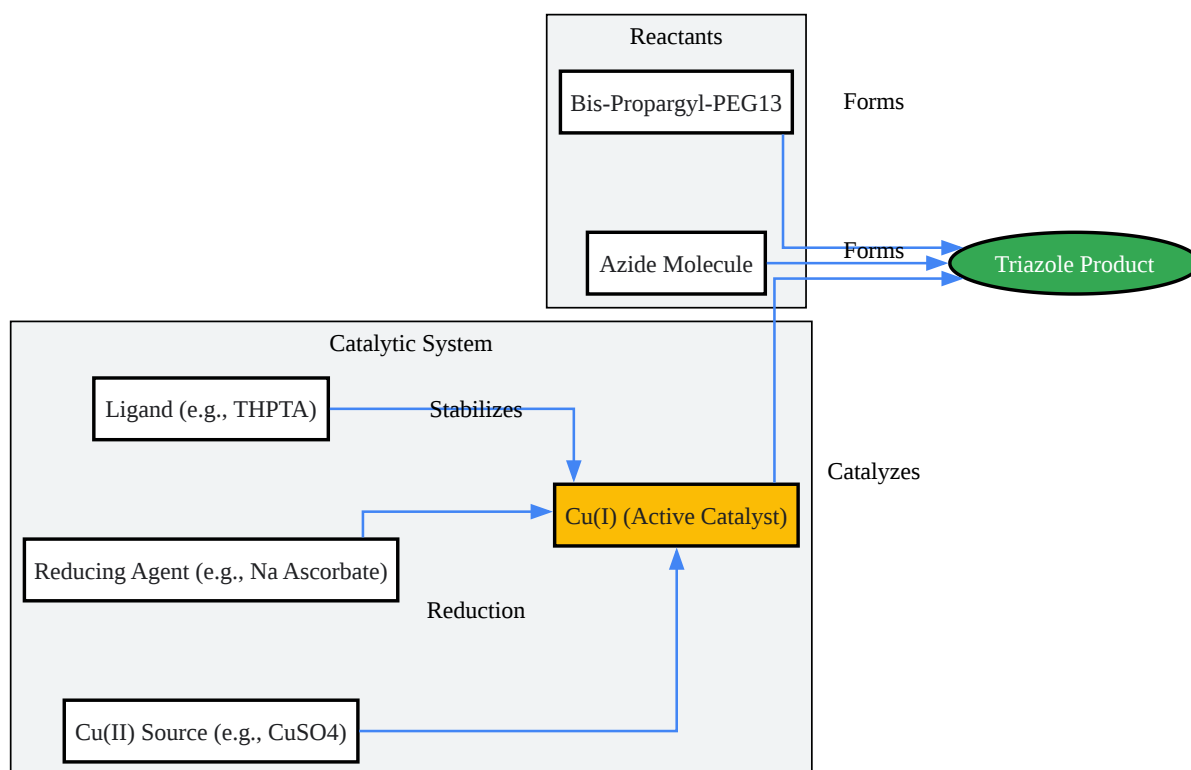 Reactants
Bis-Propargyl-PEG13
Forms
Azide Molecule
Forms
Triazole Product
Catalytic System
Ligand (e.g., THPTA)
Stabilizes
Catalyzes
Cu(I) (Active Catalyst)
Reducing Agent (e.g., Na Ascorbate)
Reduction
Cu(II) Source (e.g., CuSO4)